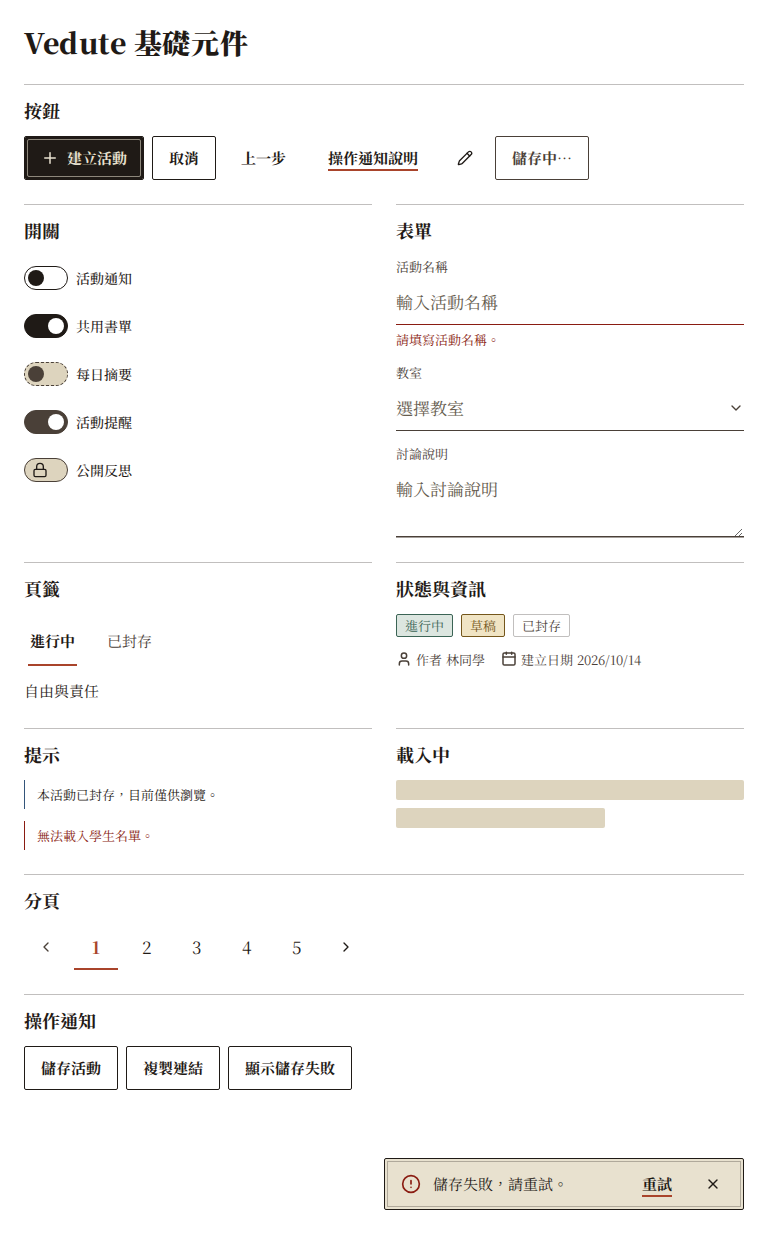 Vedute 基礎元件
按鈕
建立活動 取消 上一步 操作通知說明 儲存中…
開關
活動通知
共用書單
每日摘要
活動提醒
公開反思
表單
活動名稱
輸入活動名稱
請填寫活動名稱。
教室
選擇教室
討論說明
輸入討論說明
頁籤
進行中 已封存
自由與責任
狀態與資訊
進行中 草稿 已封存
作者 林同學 建立日期 2026/10/14
提示
本活動已封存，目前僅供瀏覽。
無法載入學生名單。
載入中
分頁
1 2 3 4 5
操作通知
儲存活動 複製連結 顯示儲存失敗
儲存失敗，請重試。 重試